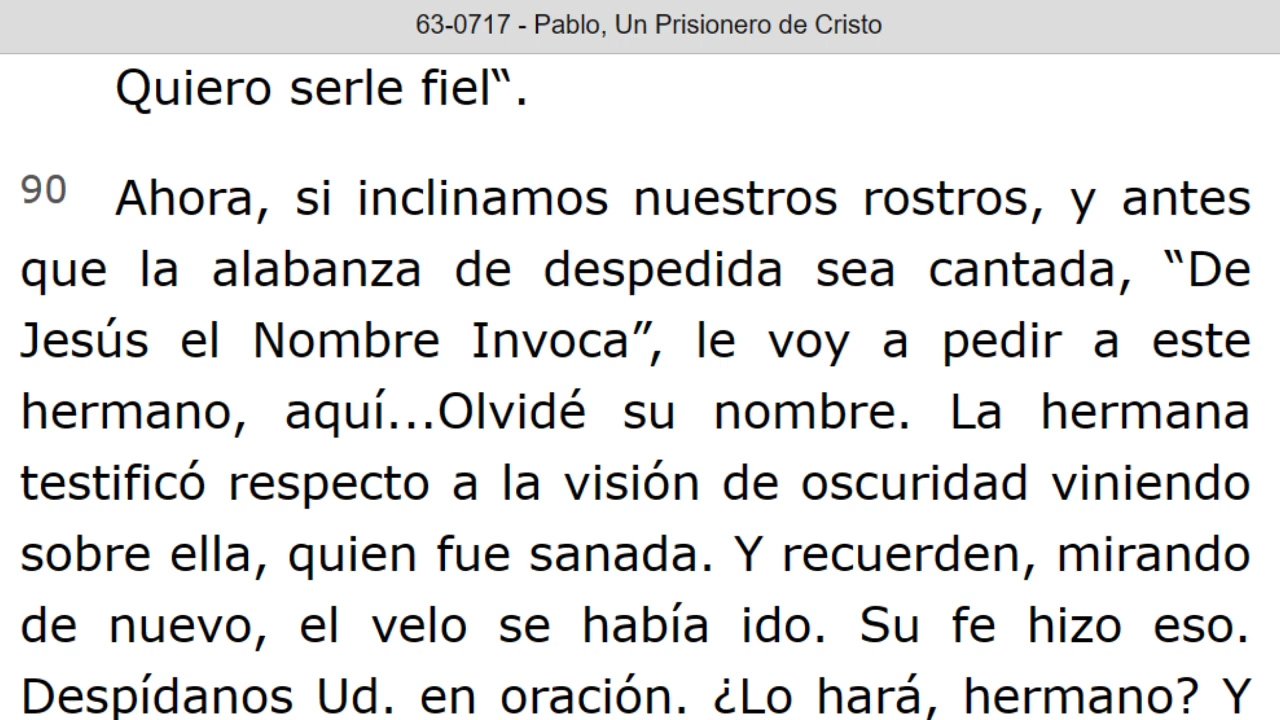 63-0717 - Pablo, Un Prisionero de Cristo
Quiero serle fiel“.
90 Ahora, si inclinamos nuestros rostros, y antes
que la alabanza de despedida sea cantada, “De
Jesús el Nombre Invoca”, le voy a pedir a este
hermano, aquí...Olvidé su nombre. La hermana
testificó respecto a la visión de oscuridad viniendo
sobre ella, quien fue sanada. Y recuerden, mirando
de nuevo, el velo se había ido. Su fe hizo eso.
Despídanos Ud. en oración. ¿Lo hará, hermano? Y